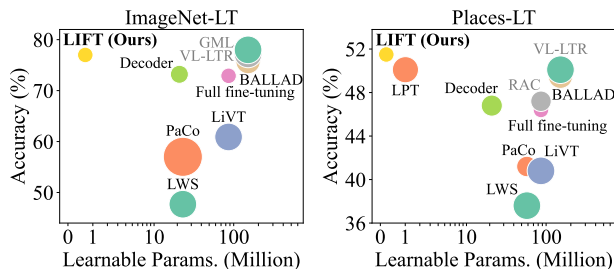 ImageNet-LT
80
70
60
50
Accuracy (%)
LIFT (Ours)
GML
VL-LTR
Decoder
BALLAD
Full fine-tuning
PaCo
LiVT
LWS
0 1 10 100
Learnable Params. (Million)
Places-LT
52
48
44
40
36
Accuracy (%)
LIFT (Ours)
VL-LTR
LPT
Decoder
RAC
BALLAD
Full fine-tuning
PaCo
LiVT
LWS
0 1 10 100
Learnable Params. (Million)